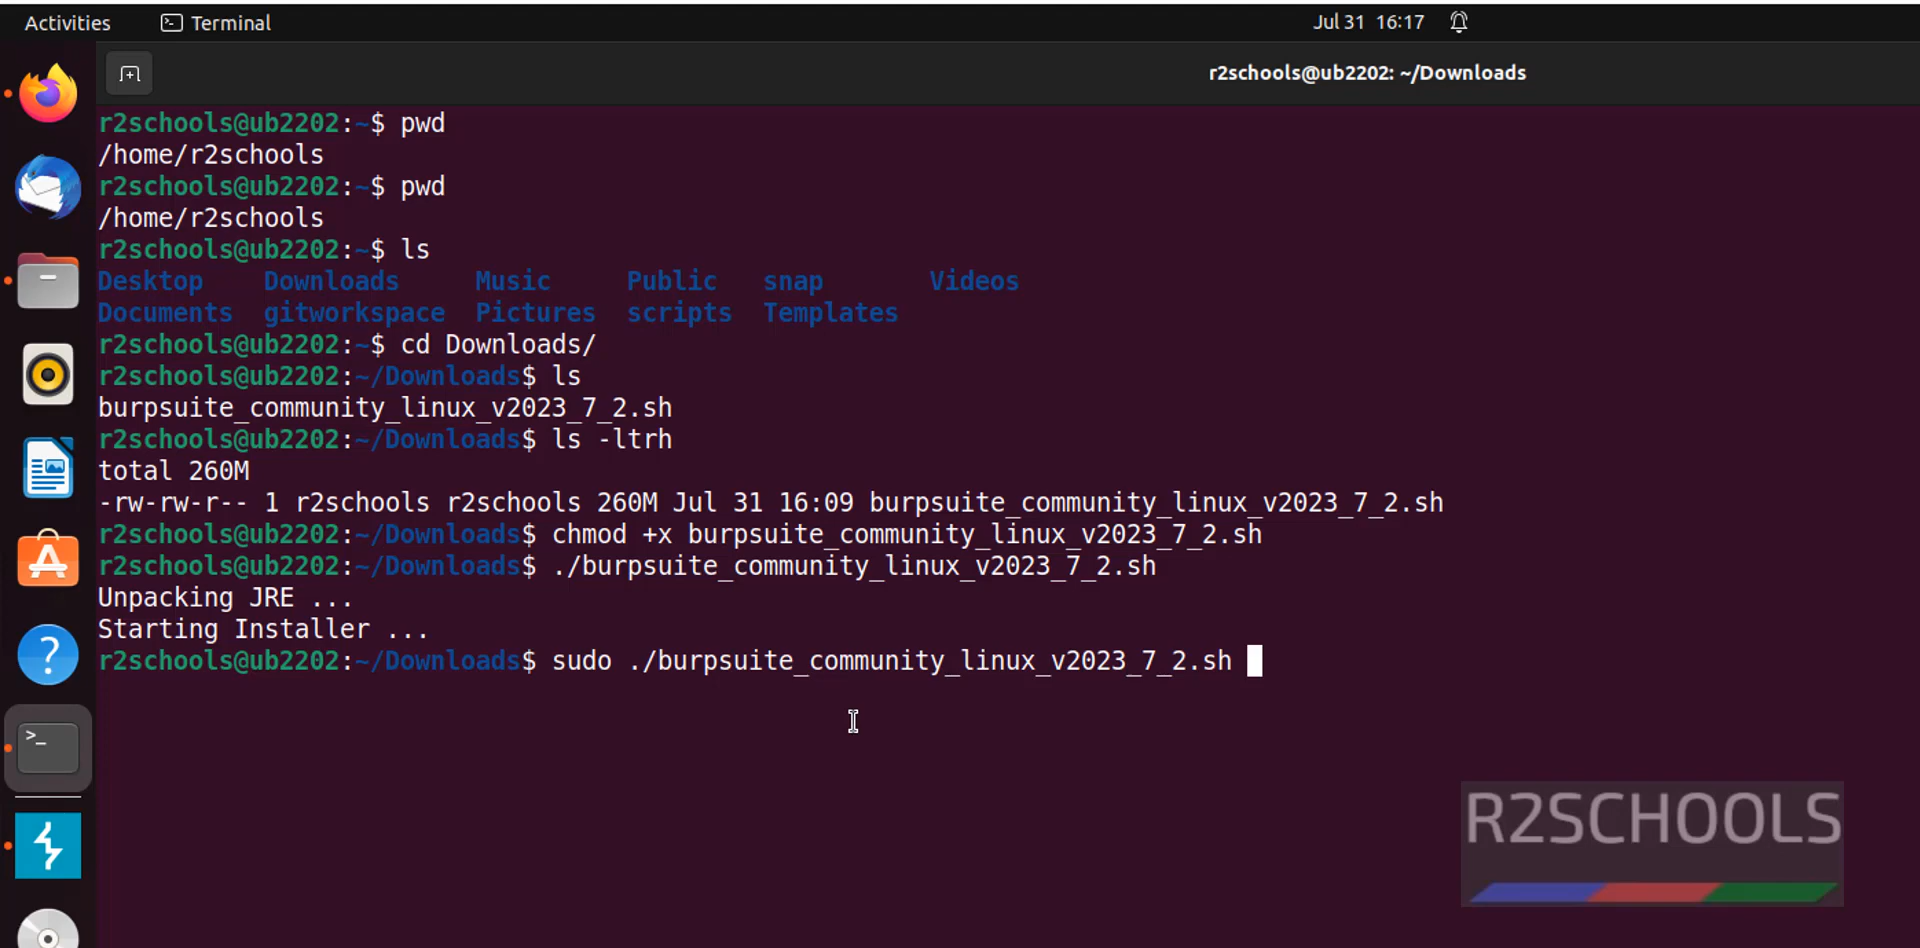 Activities Terminal Jul 31 16:17
r2schools@ub2202: ~/Downloads
r2schools@ub2202:~$ pwd
/home/r2schools
r2schools@ub2202:~$ pwd
/home/r2schools
r2schools@ub2202:~$ ls
Desktop Downloads Music Public snap Videos
Documents gitworkspace Pictures scripts Templates
r2schools@ub2202:~$ cd Downloads/
r2schools@ub2202:~/Downloads$ ls
burpsuite_community_linux_v2023_7_2.sh
r2schools@ub2202:~/Downloads$ ls -ltrh
total 260M
-rw-rw-r-- 1 r2schools r2schools 260M Jul 31 16:09 burpsuite_community_linux_v2023_7_2.sh
r2schools@ub2202:~/Downloads$ chmod +x burpsuite_community_linux_v2023_7_2.sh
r2schools@ub2202:~/Downloads$ ./burpsuite_community_linux_v2023_7_2.sh
Unpacking JRE ...
Starting Installer ...
r2schools@ub2202:~/Downloads$ sudo ./burpsuite_community_linux_v2023_7_2.sh
R2SCHOOLS